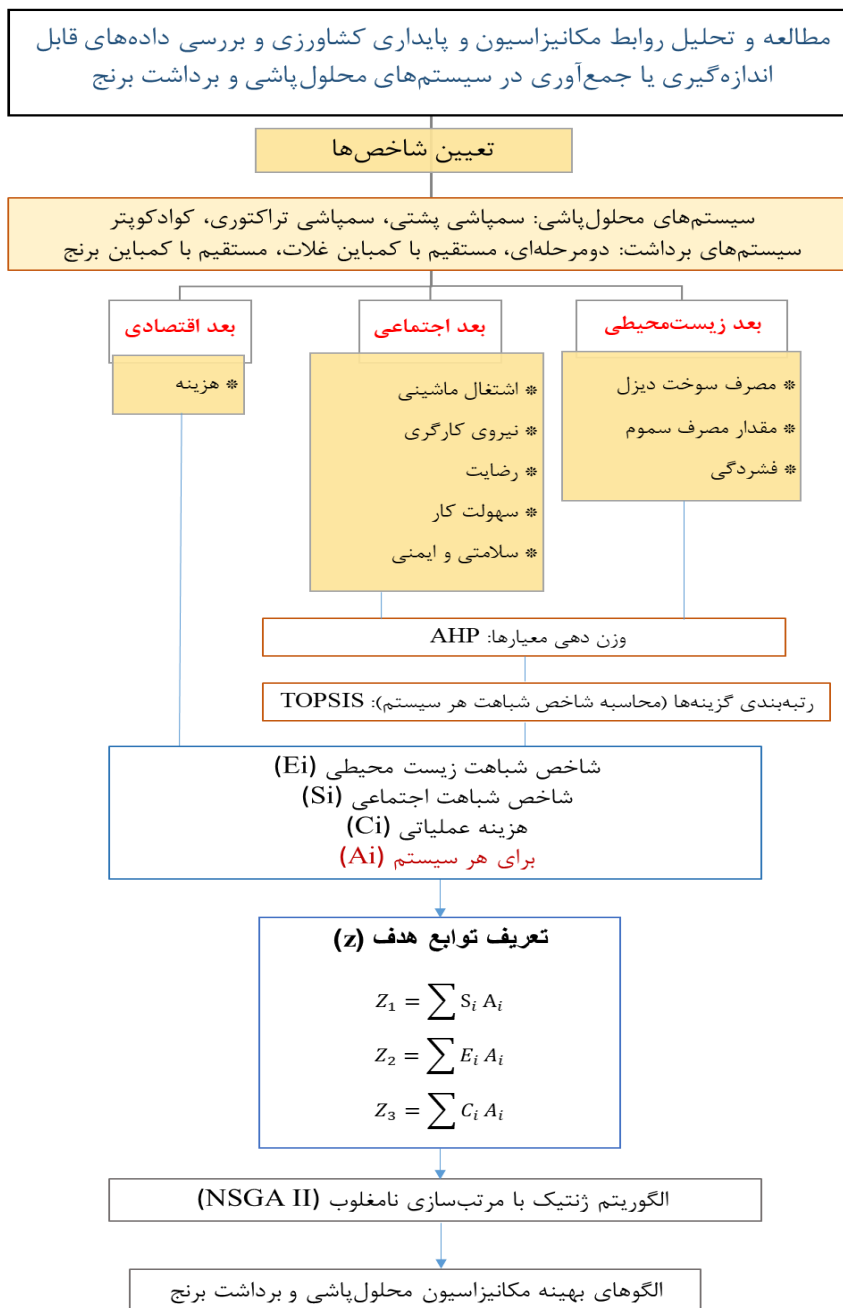 مطالعه و تحلیل روابط مکانیزاسیون و پایداری کشاورزی و بررسی داده‌های قابل
اندازه‌گیری یا جمع‌آوری در سیستم‌های محلول‌پاشی و برداشت برنج
تعیین شاخص‌ها
سیستم‌های محلول‌پاشی: سمپاشی پشتی، سمپاشی تراکتوری، کوادکوپتر
سیستم‌های برداشت: دومرحله‌ای، مستقیم با کمباین غلات، مستقیم با کمباین برنج
بعد زیست‌محیطی
* مصرف سوخت دیزل
* مقدار مصرف سموم
* فشردگی
بعد اجتماعی
* اشتغال ماشینی
* نیروی کارگری
* رضایت
* سهولت کار
* سلامتی و ایمنی
بعد اقتصادی
* هزینه
وزن دهی معیارها: AHP
رتبه‌بندی گزینه‌ها (محاسبه شاخص شباهت هر سیستم): TOPSIS
شاخص شباهت زیست محیطی (Ei)
شاخص شباهت اجتماعی (Si)
هزینه عملیاتی (Ci)
برای هر سیستم (Ai)
تعریف توابع هدف (z)
Z₁ = ∑ Sᵢ Aᵢ
Z₂ = ∑ Eᵢ Aᵢ
Z₃ = ∑ Cᵢ Aᵢ
الگوریتم ژنتیک با مرتب‌سازی نامغلوب (NSGA II)
الگوهای بهینه مکانیزاسیون محلول‌پاشی و برداشت برنج